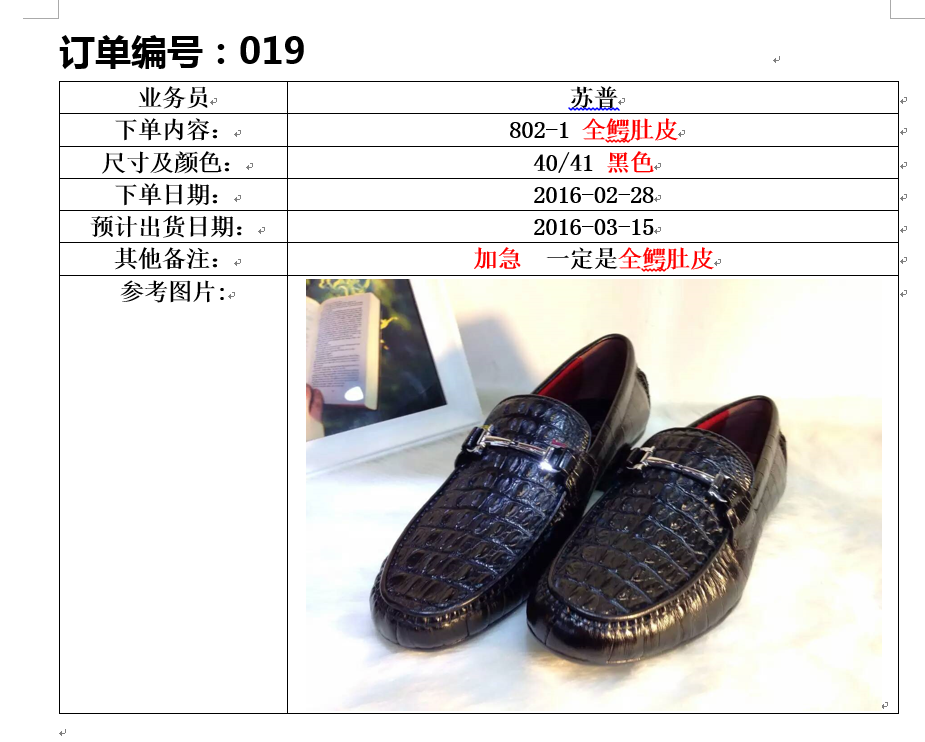 订单编号：019
业务员 苏普
下单内容： 802-1 全鳄肚皮
尺寸及颜色： 40/41 黑色
下单日期： 2016-02-28
预计出货日期： 2016-03-15
其他备注： 加急 一定是全鳄肚皮
参考图片: